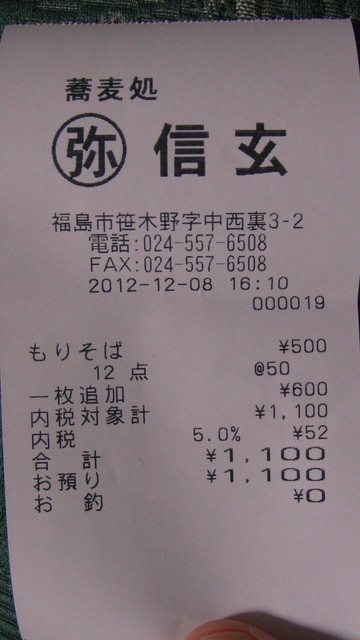 蕎麦処
弥 信玄
福島市笹木野字中西裏3-2
電話:024-557-6508
FAX:024-557-6508
2012-12-08 16:10
000019
もりそば ¥500
12 点 @50
一枚追加 ¥600
内税対象計 ¥1,100
内税 5.0% ¥52
合 計 ¥1,100
お預り ¥1,100
お 釣 ¥0